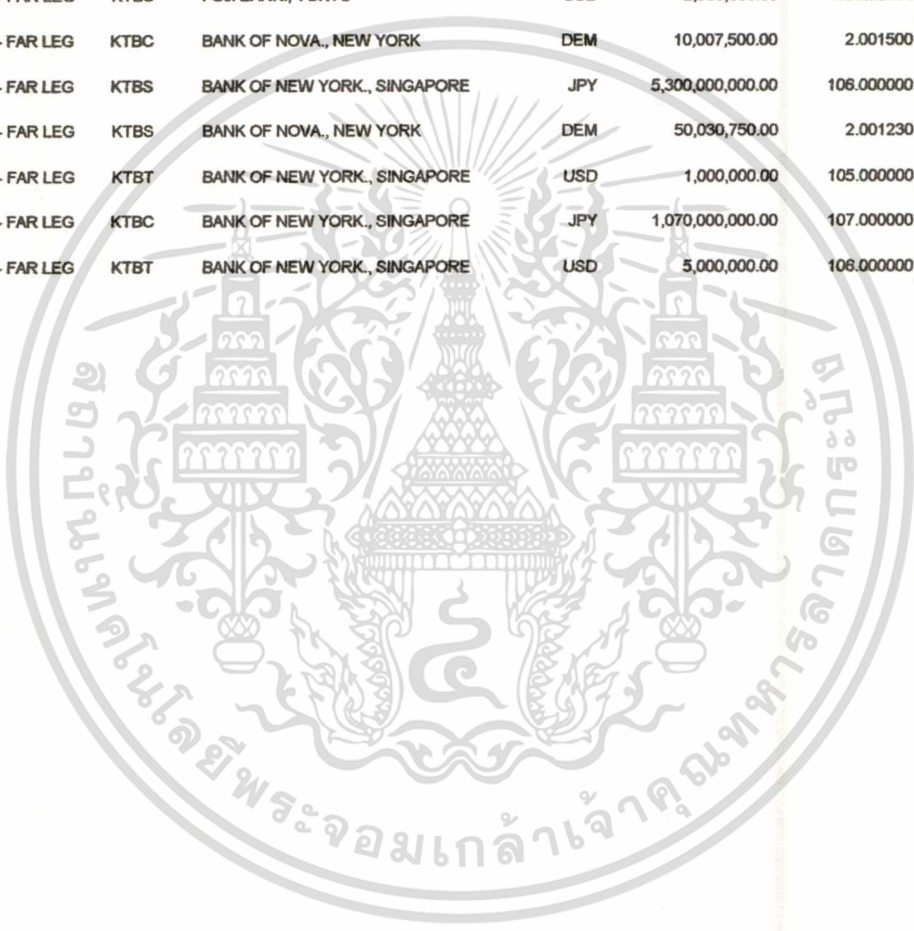 FAR LEG KTBC BANK OF NOVA., NEW YORK DEM 10,007,500.00 2.001500
FAR LEG KTBS BANK OF NEW YORK., SINGAPORE JPY 5,300,000,000.00 106.000000
FAR LEG KTBS BANK OF NOVA., NEW YORK DEM 50,030,750.00 2.001230
FAR LEG KTBT BANK OF NEW YORK., SINGAPORE USD 1,000,000.00 105.000000
FAR LEG KTBC BANK OF NEW YORK., SINGAPORE JPY 1,070,000,000.00 107.000000
FAR LEG KTBT BANK OF NEW YORK., SINGAPORE USD 5,000,000.00 106.000000
สถาบันเทคโนโลยีพระจอมเกล้าเจ้าคุณทหารลาดกระบัง